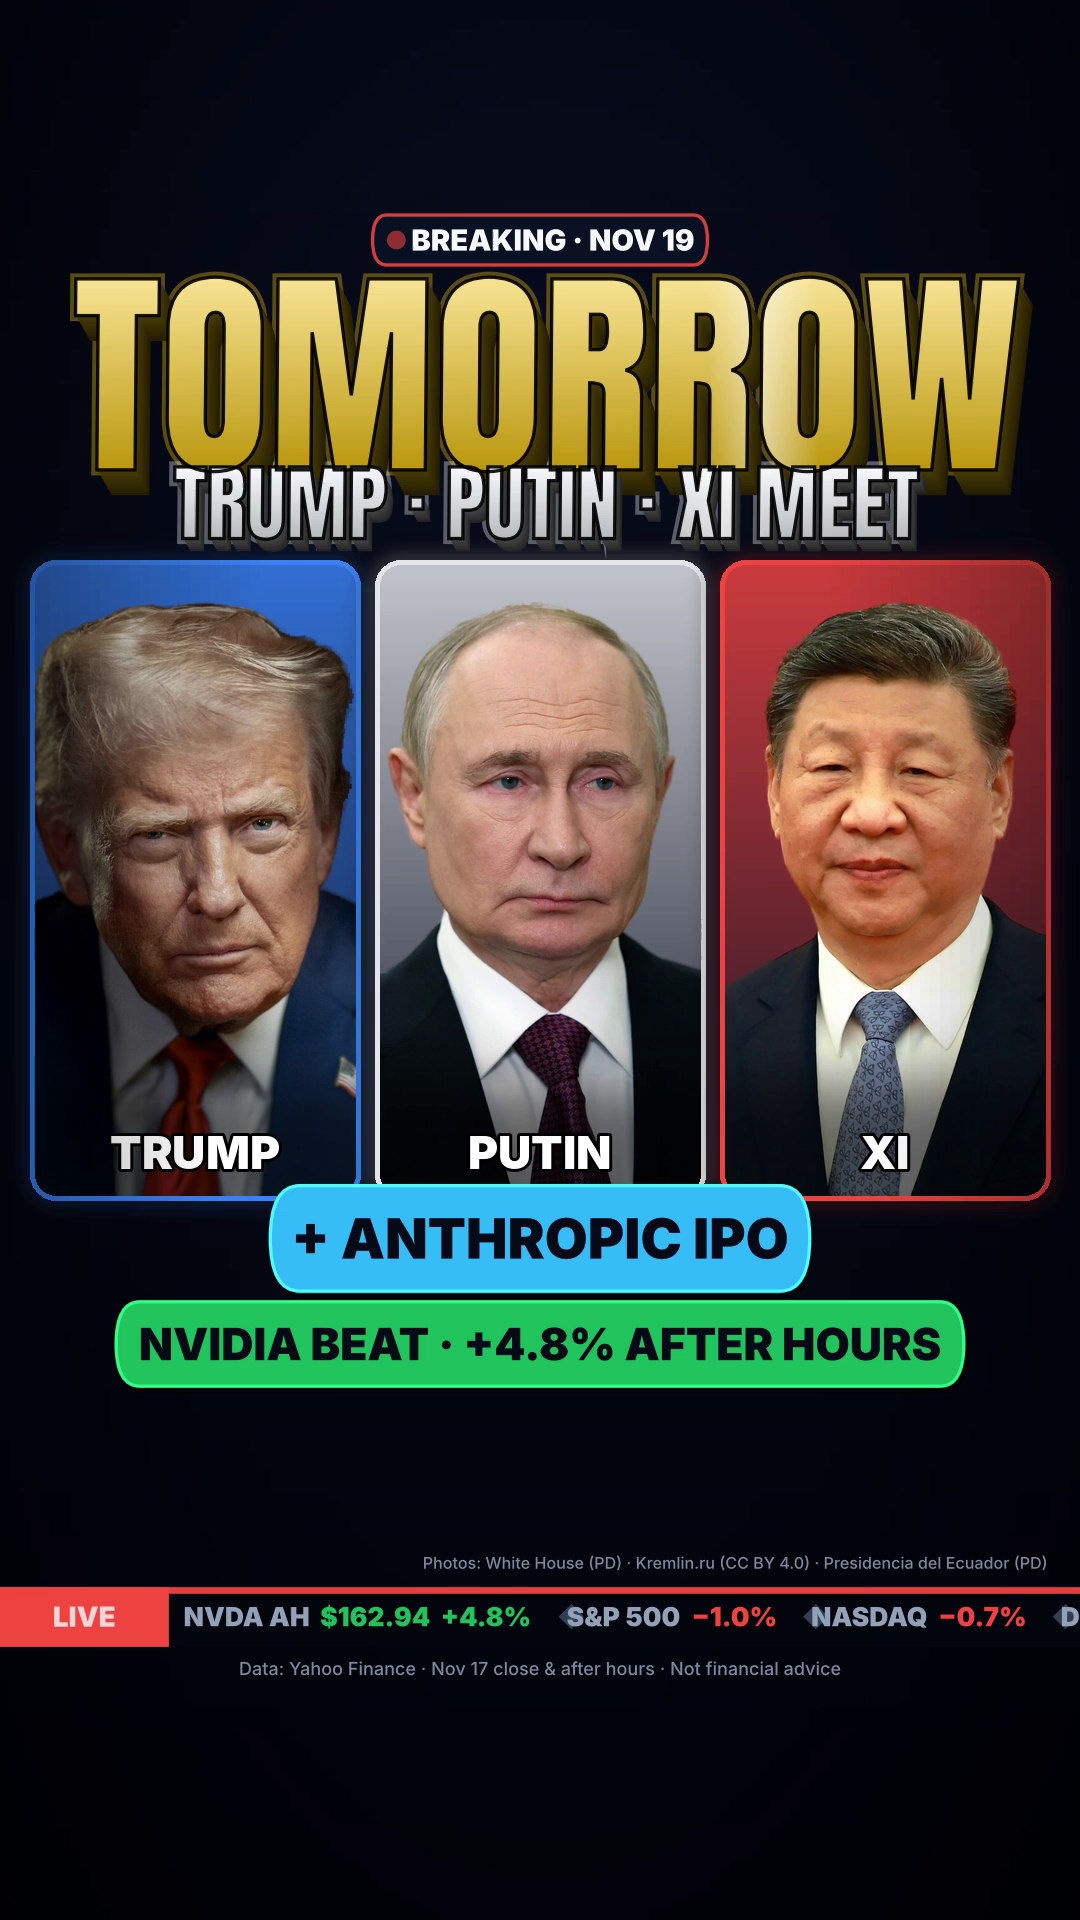 BREAKING · NOV 19
TOMORROW
TRUMP · PUTIN · XI MEET
TRUMP
PUTIN
XI
+ ANTHROPIC IPO
NVIDIA BEAT · +4.8% AFTER HOURS
Photos: White House (PD) · Kremlin.ru (CC BY 4.0) · Presidencia del Ecuador (PD)
LIVE NVDA AH $162.94 +4.8% ◆ S&P 500 −1.0% ◆ NASDAQ −0.7% ◆ D
Data: Yahoo Finance · Nov 17 close & after hours · Not financial advice